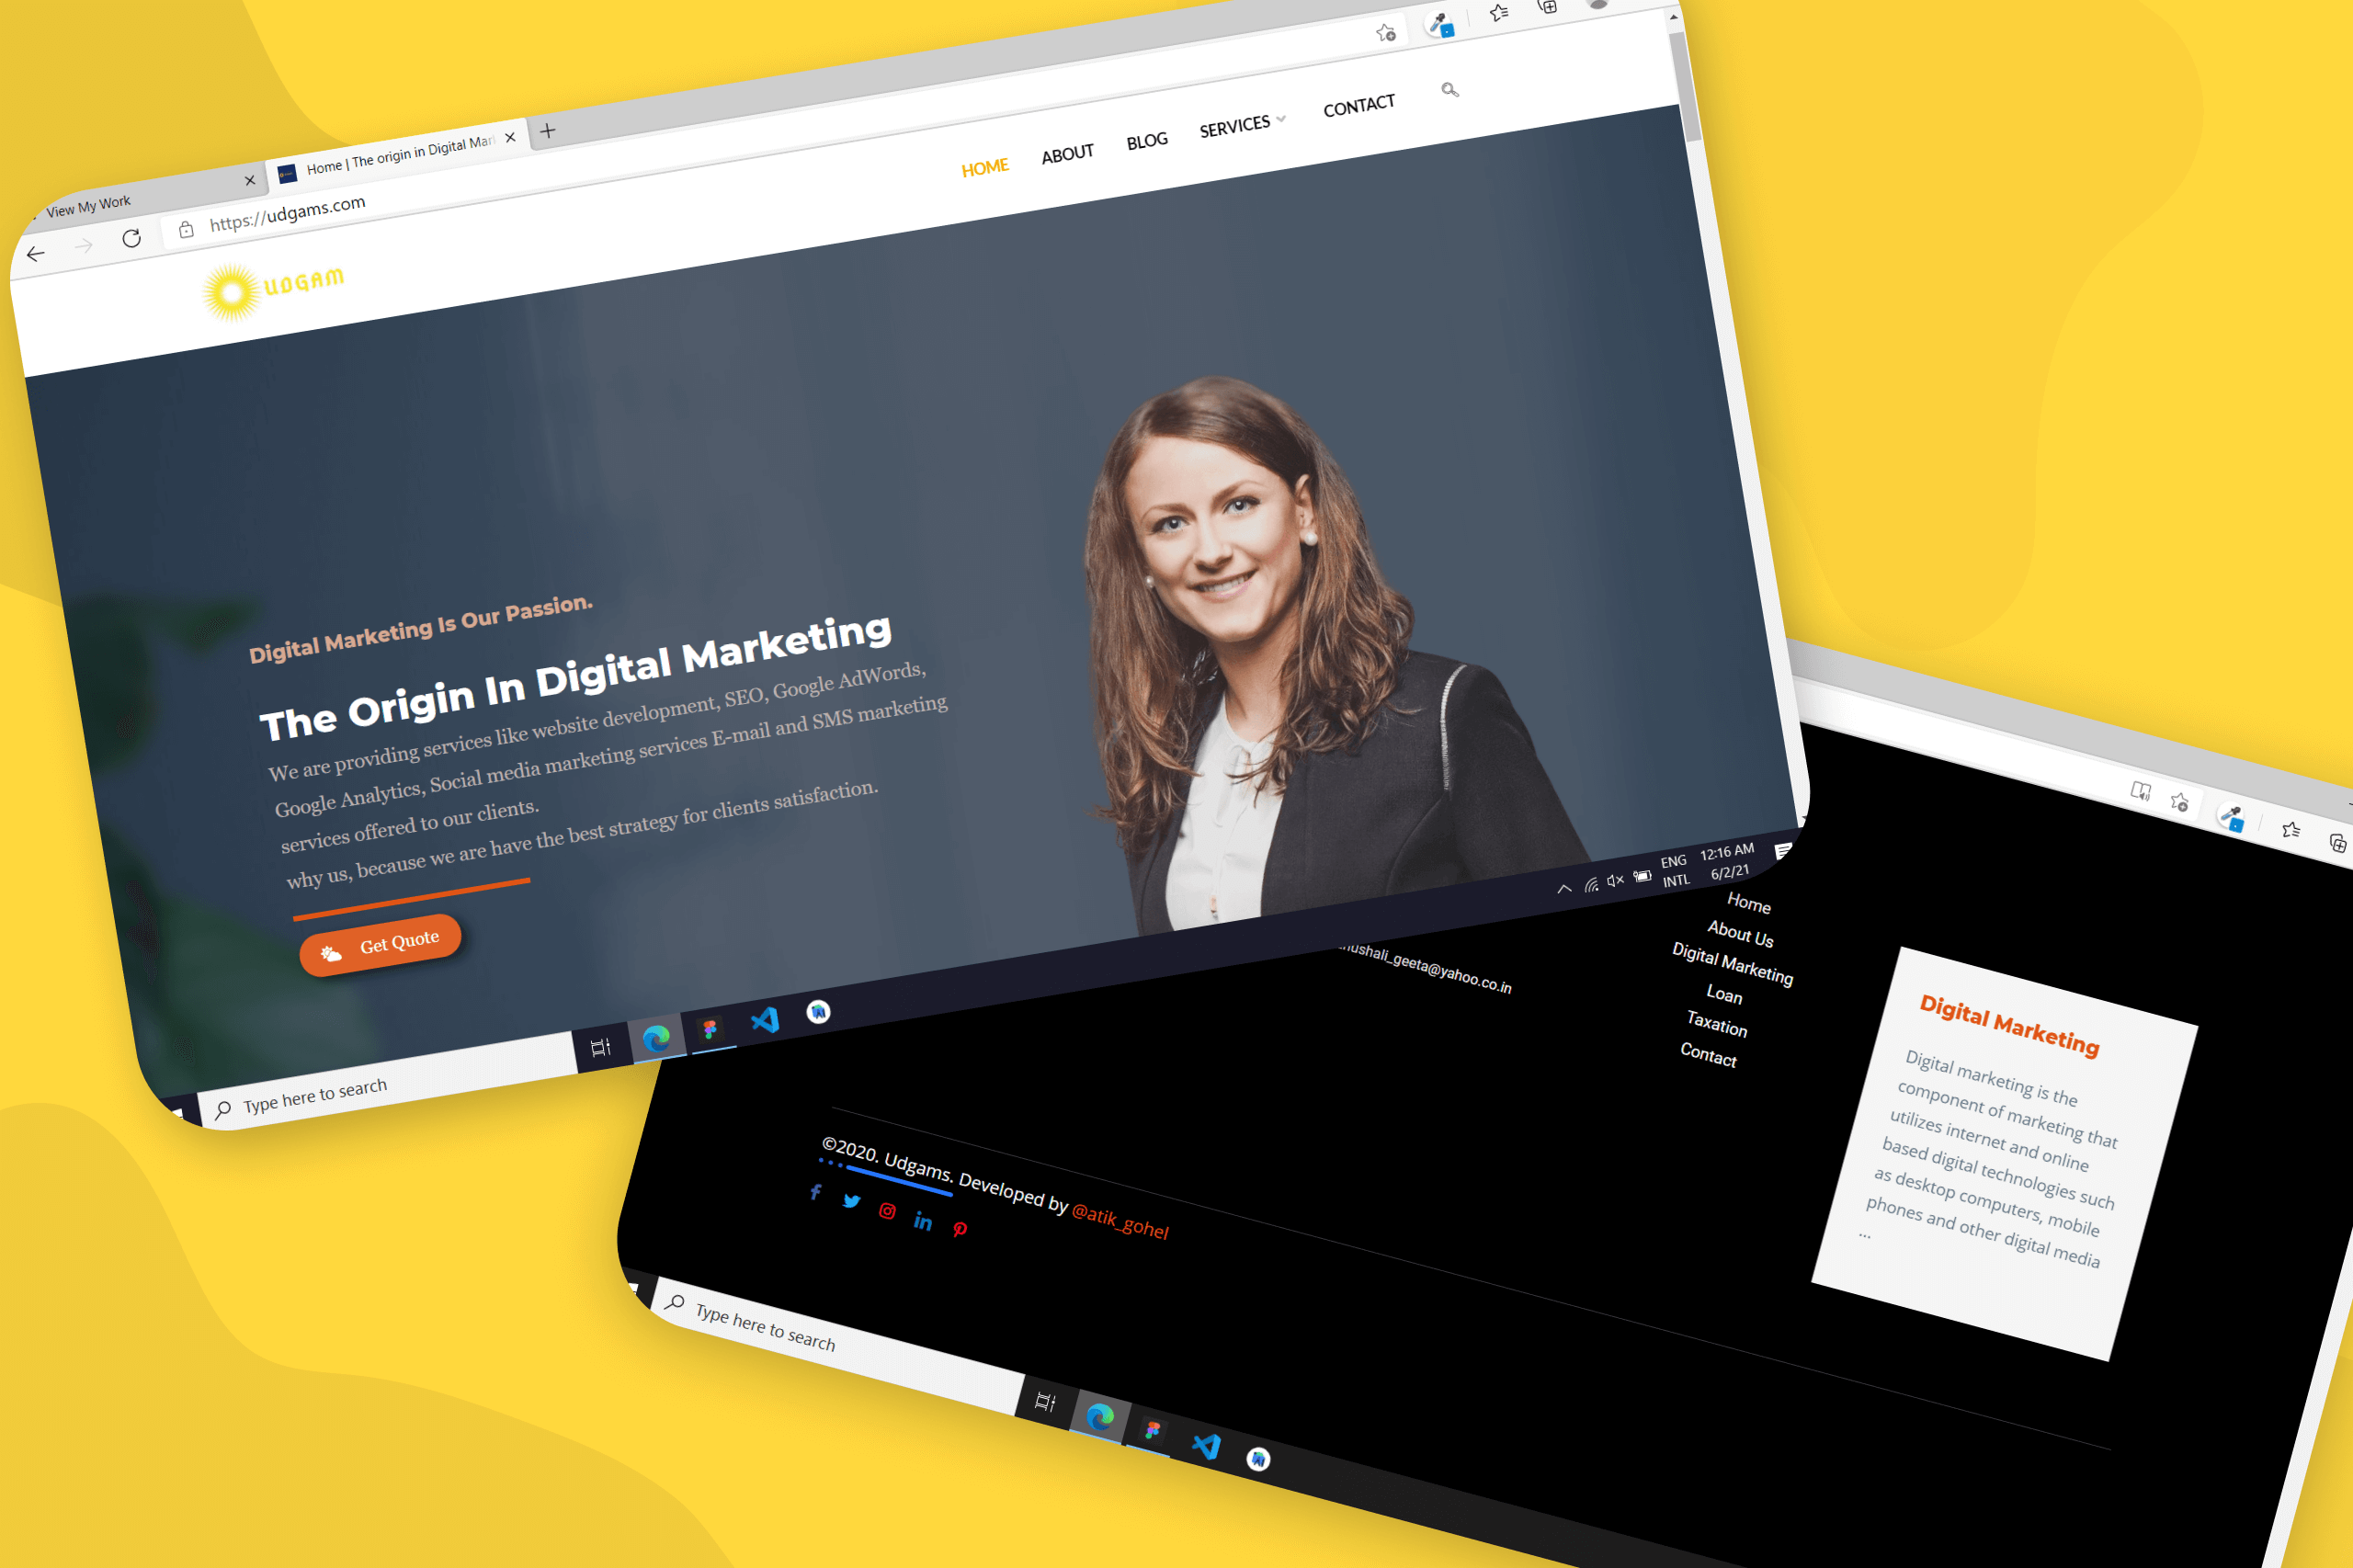 View My Work
Home | The origin in Digital Mar
https://udgams.com
UDGAM
HOME
ABOUT
BLOG
SERVICES
CONTACT
Digital Marketing Is Our Passion.
The Origin In Digital Marketing
We are providing services like website development, SEO, Google AdWords,
Google Analytics, Social media marketing services E-mail and SMS marketing
services offered to our clients.
why us, because we are have the best strategy for clients satisfaction.
Get Quote
ENG
INTL
12:16 AM
6/2/21
Type here to search
nushali_geeta@yahoo.co.in
Home
About Us
Digital Marketing
Loan
Taxation
Contact
Digital Marketing
Digital marketing is the
component of marketing that
utilizes internet and online
based digital technologies such
as desktop computers, mobile
phones and other digital media
...
©2020. Udgams. Developed by @atik_gohel
Type here to search